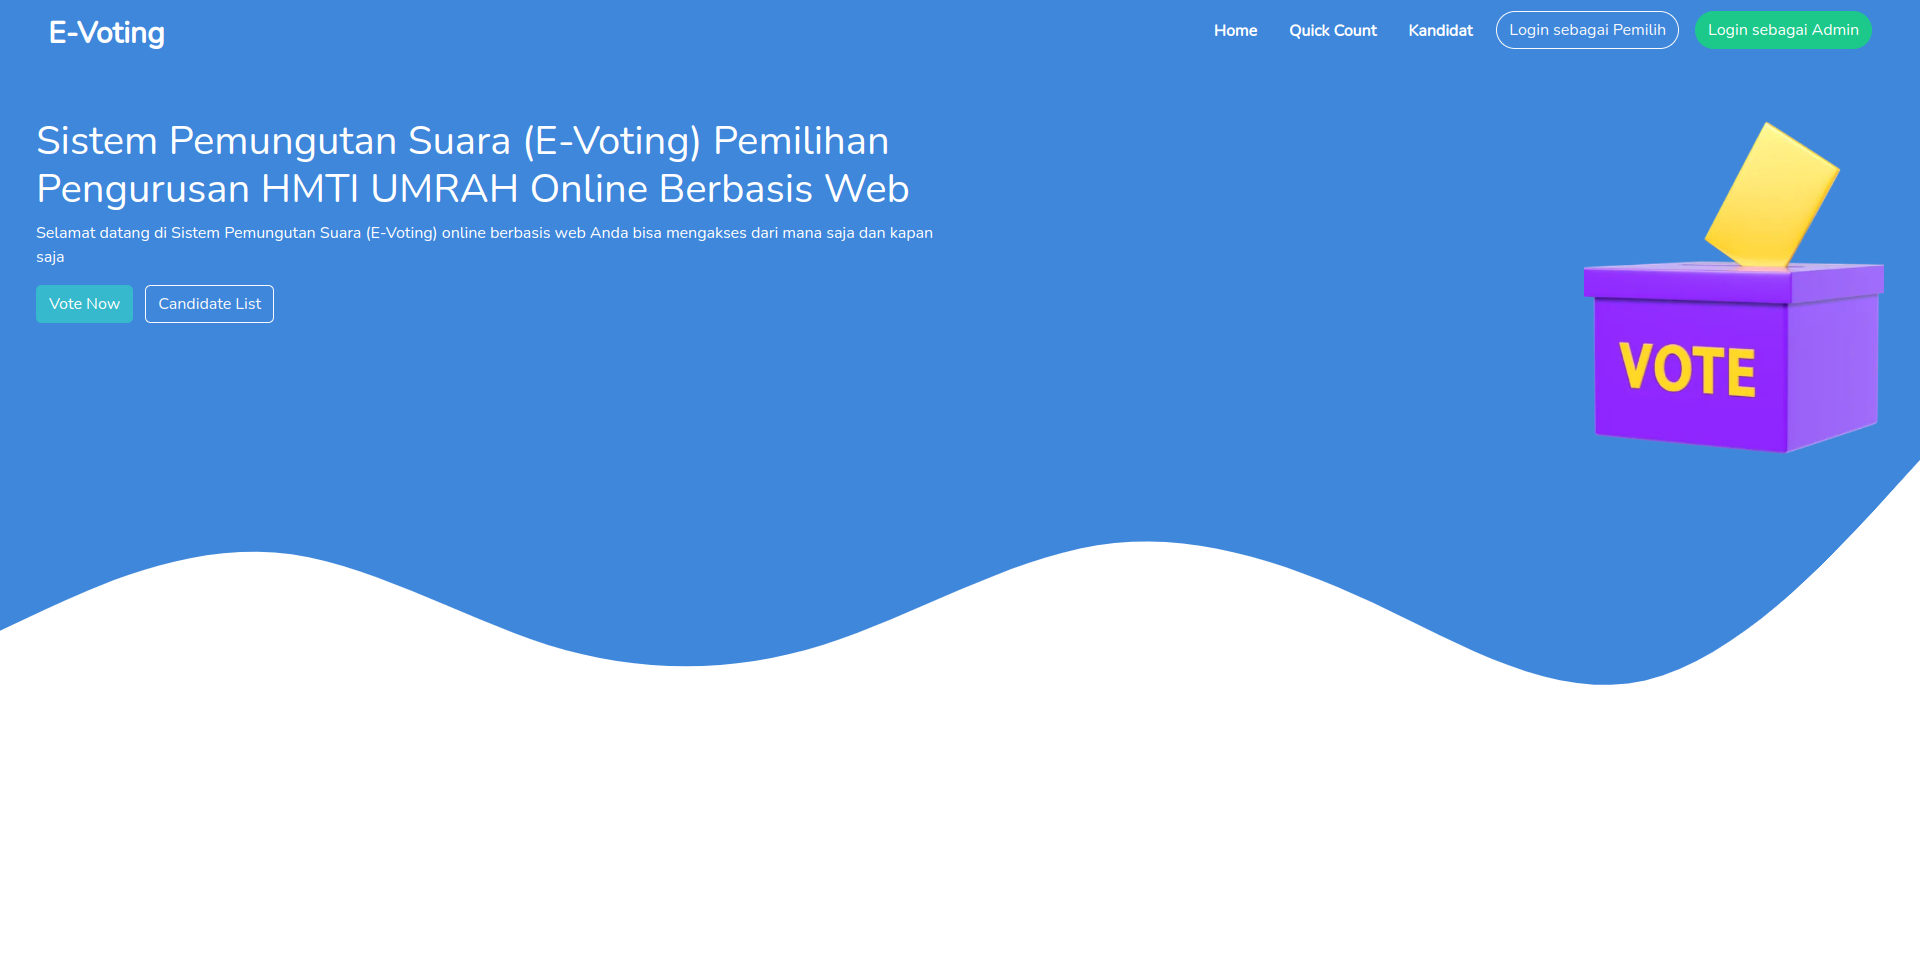 E-Voting
Home
Quick Count
Kandidat
Login sebagai Pemilih
Login sebagai Admin
Sistem Pemungutan Suara (E-Voting) Pemilihan
Pengurusan HMTI UMRAH Online Berbasis Web
Selamat datang di Sistem Pemungutan Suara (E-Voting) online berbasis web Anda bisa mengakses dari mana saja dan kapan
saja
Vote Now
Candidate List
VOTE